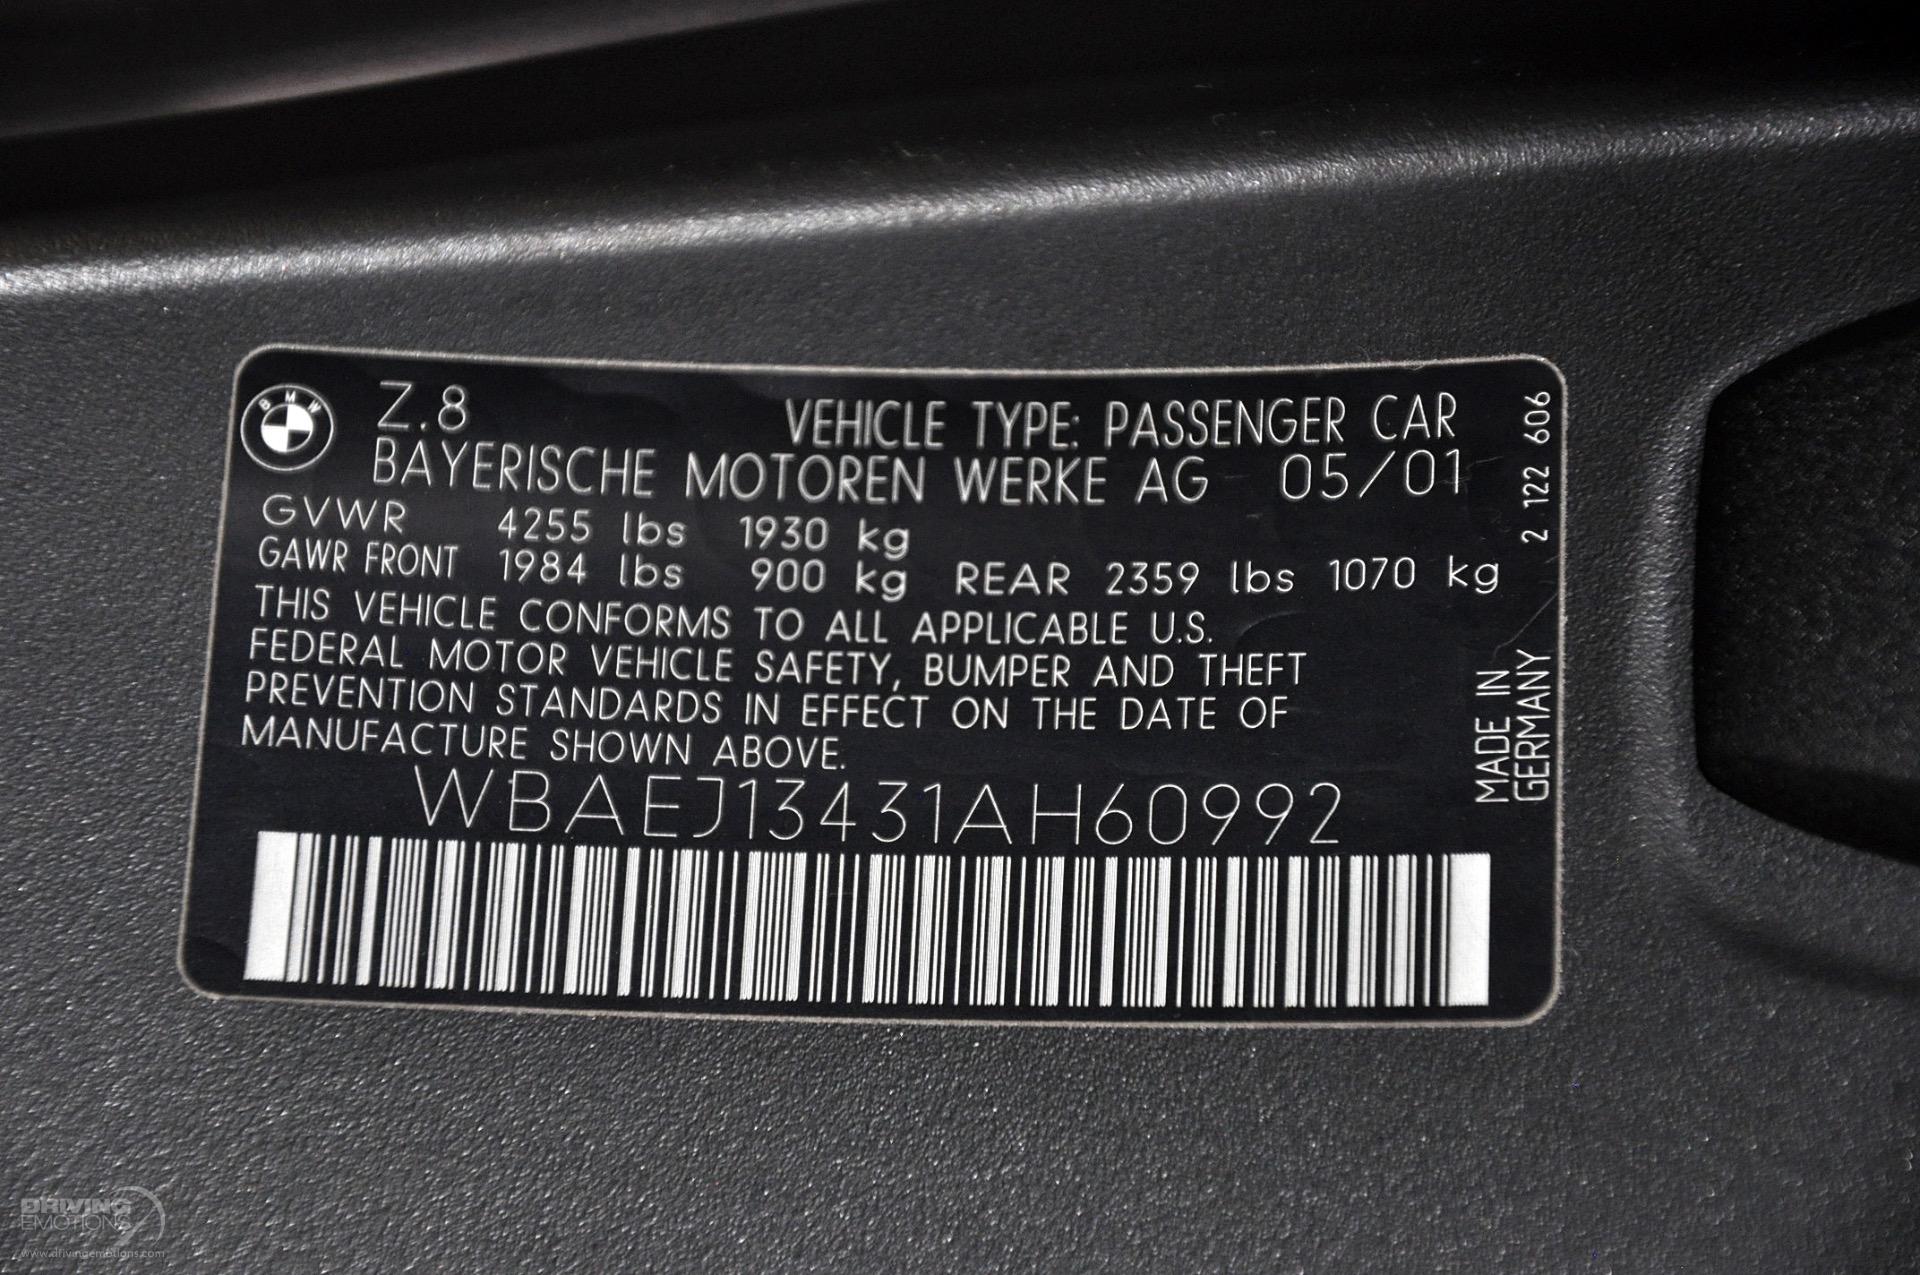 BMW
Z.8
VEHICLE TYPE: PASSENGER CAR
BAYERISCHE MOTOREN WERKE AG 05/01
GVWR 4255 lbs 1930 kg
GAWR FRONT 1984 lbs 900 kg REAR 2359 lbs 1070 kg
THIS VEHICLE CONFORMS TO ALL APPLICABLE U.S.
FEDERAL MOTOR VEHICLE SAFETY, BUMPER AND THEFT
PREVENTION STANDARDS IN EFFECT ON THE DATE OF
MANUFACTURE SHOWN ABOVE.
WBAEJ13431AH60992
2 122 606
MADE IN
GERMANY
DRIVING
EMOTIONS
www.drivingemotions.com